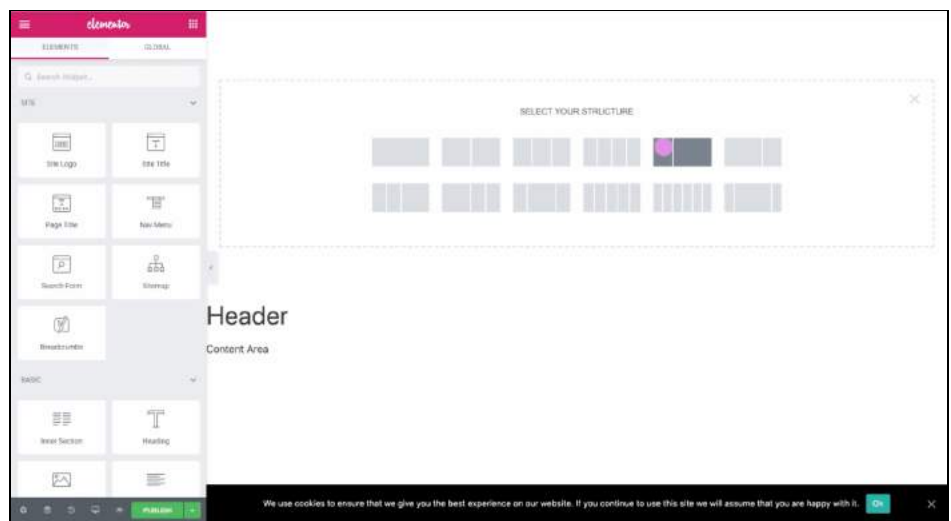 elementor
ELEMENTS
GLOBAL
Search Widget...
SITE
Site Logo
Site Title
Page Title
Nav Menu
Search Form
Sitemap
Breadcrumbs
BASIC
Inner Section
Heading
PUBLISH
SELECT YOUR STRUCTURE
Header
Content Area
We use cookies to ensure that we give you the best experience on our website. If you continue to use this site we will assume that you are happy with it.
Ok